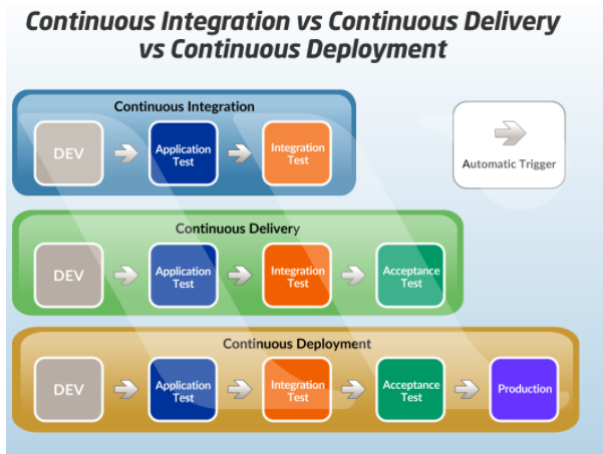 Continuous Integration vs Continuous Delivery
vs Continuous Deployment
Continuous Integration
DEV
Application
Test
Integration
Test
Automatic Trigger
Continuous Delivery
DEV
Application
Test
Integration
Test
Acceptance
Test
Continuous Deployment
DEV
Application
Test
Integration
Test
Acceptance
Test
Production